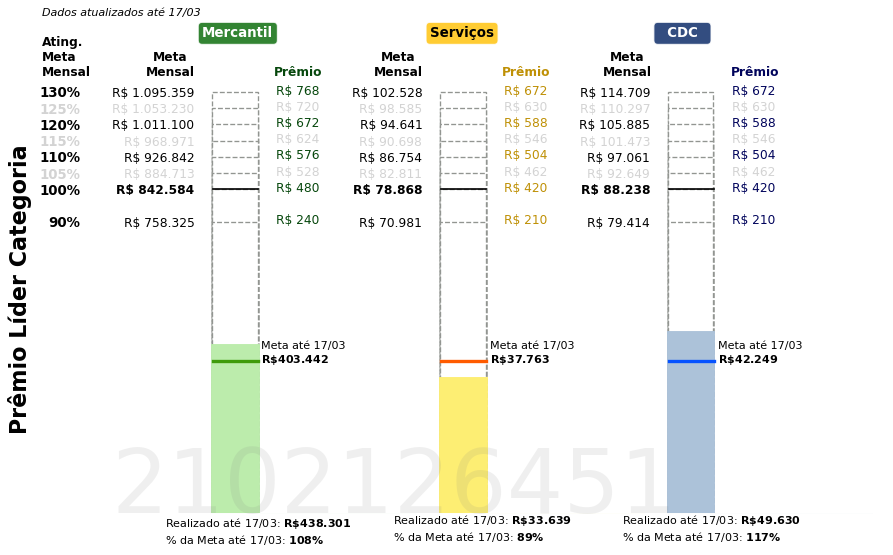 Dados atualizados até 17/03
Mercantil Serviços CDC
Ating. Meta Mensal
Meta Mensal Prêmio Meta Mensal Prêmio Meta Mensal Prêmio
130% R$ 1.095.359 R$ 768 R$ 102.528 R$ 672 R$ 114.709 R$ 672
125% R$ 1.053.230 R$ 720 R$ 98.585 R$ 630 R$ 110.297 R$ 630
120% R$ 1.011.100 R$ 672 R$ 94.641 R$ 588 R$ 105.885 R$ 588
115% R$ 968.971 R$ 624 R$ 90.698 R$ 546 R$ 101.473 R$ 546
110% R$ 926.842 R$ 576 R$ 86.754 R$ 504 R$ 97.061 R$ 504
105% R$ 884.713 R$ 528 R$ 82.811 R$ 462 R$ 92.649 R$ 462
100% R$ 842.584 R$ 480 R$ 78.868 R$ 420 R$ 88.238 R$ 420
90% R$ 758.325 R$ 240 R$ 70.981 R$ 210 R$ 79.414 R$ 210
Prêmio Líder Categoria
Meta até 17/03 Meta até 17/03 Meta até 17/03
R$403.442 R$37.763 R$42.249
2102126451
Realizado até 17/03: R$438.301 Realizado até 17/03: R$33.639 Realizado até 17/03: R$49.630
% da Meta até 17/03: 108% % da Meta até 17/03: 89% % da Meta até 17/03: 117%